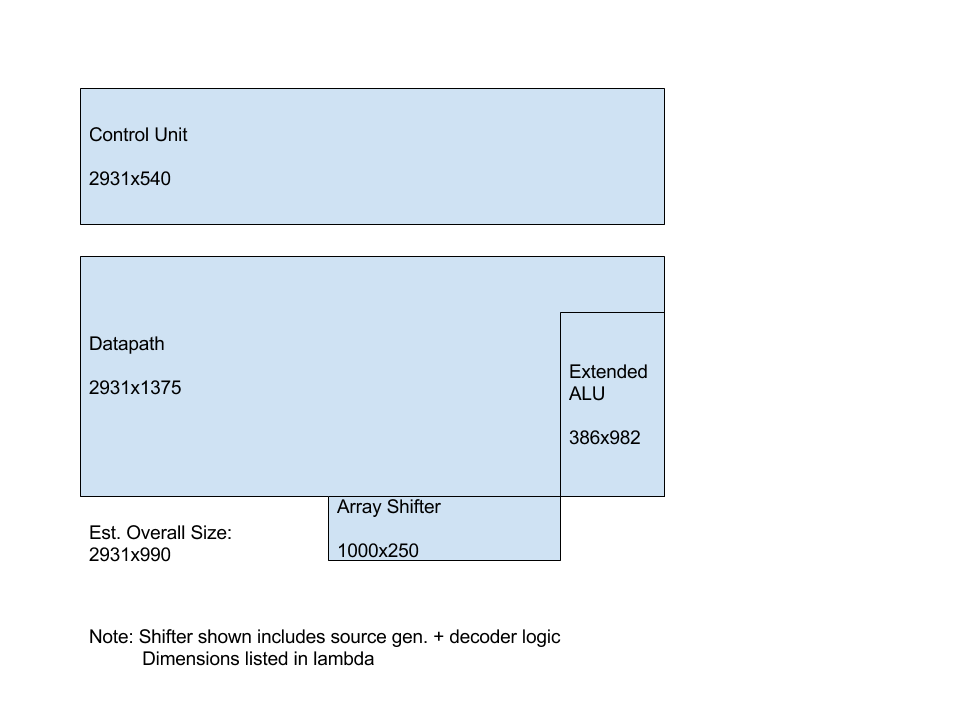 Control Unit
2931x540
Datapath
2931x1375
Extended
ALU
386x982
Array Shifter
1000x250
Est. Overall Size:
2931x990
Note: Shifter shown includes source gen. + decoder logic
Dimensions listed in lambda